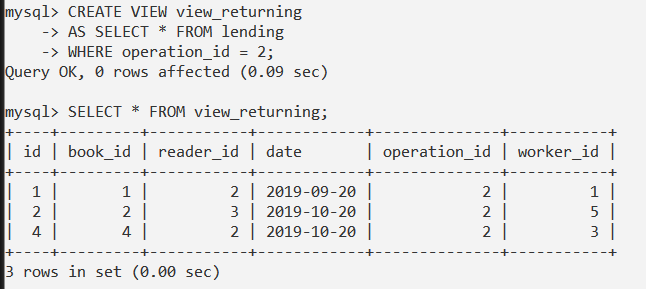 mysql> CREATE VIEW view_returning
    -> AS SELECT * FROM lending
    -> WHERE operation_id = 2;
Query OK, 0 rows affected (0.09 sec)

mysql> SELECT * FROM view_returning;
+----+---------+-----------+------------+--------------+-----------+
| id | book_id | reader_id | date       | operation_id | worker_id |
+----+---------+-----------+------------+--------------+-----------+
|  1 |       1 |         2 | 2019-09-20 |            2 |         1 |
|  2 |       2 |         3 | 2019-10-20 |            2 |         5 |
|  4 |       4 |         2 | 2019-10-20 |            2 |         3 |
+----+---------+-----------+------------+--------------+-----------+
3 rows in set (0.00 sec)